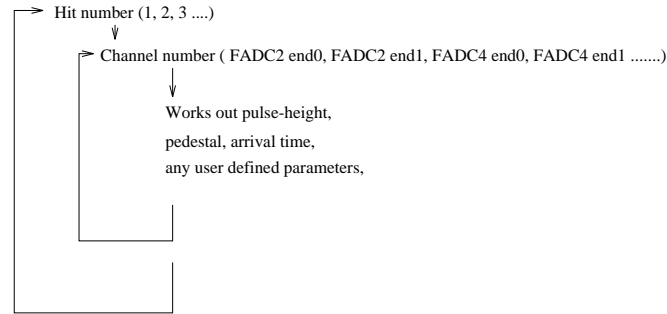 Hit number (1, 2, 3 ....)
Channel number ( FADC2 end0, FADC2 end1, FADC4 end0, FADC4 end1 .......)
Works out pulse-height,
pedestal, arrival time,
any user defined parameters,